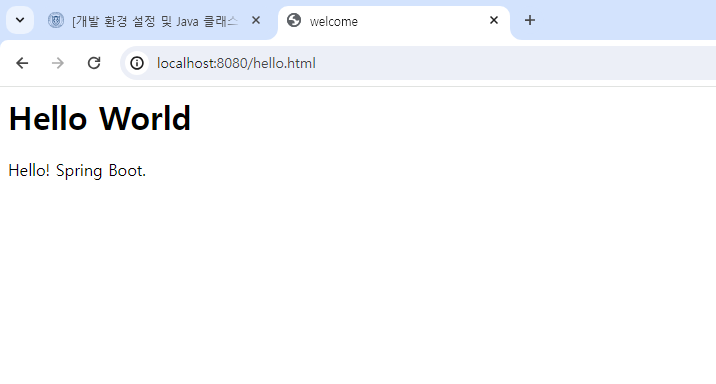 [개발 환경 설정 및 Java 클래스
welcome
localhost:8080/hello.html
Hello World
Hello! Spring Boot.